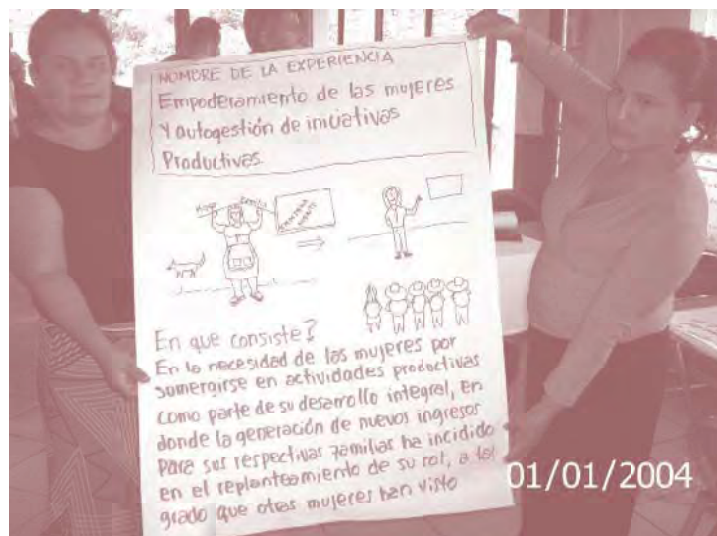 NOMBRE DE LA EXPERIENCIA
Empoderamiento de las mujeres
Y autogestión de iniciativas
Productivas.
Familia
En que consiste?
En la necesidad de las mujeres por
sumergirse en actividades productivas
como parte de su desarrollo integral, en
donde la generación de nuevos ingresos
Para sus respectivas familias ha incidido
en el replanteamiento de su rol, a tal
grado que otras mujeres han visto
01/01/2004